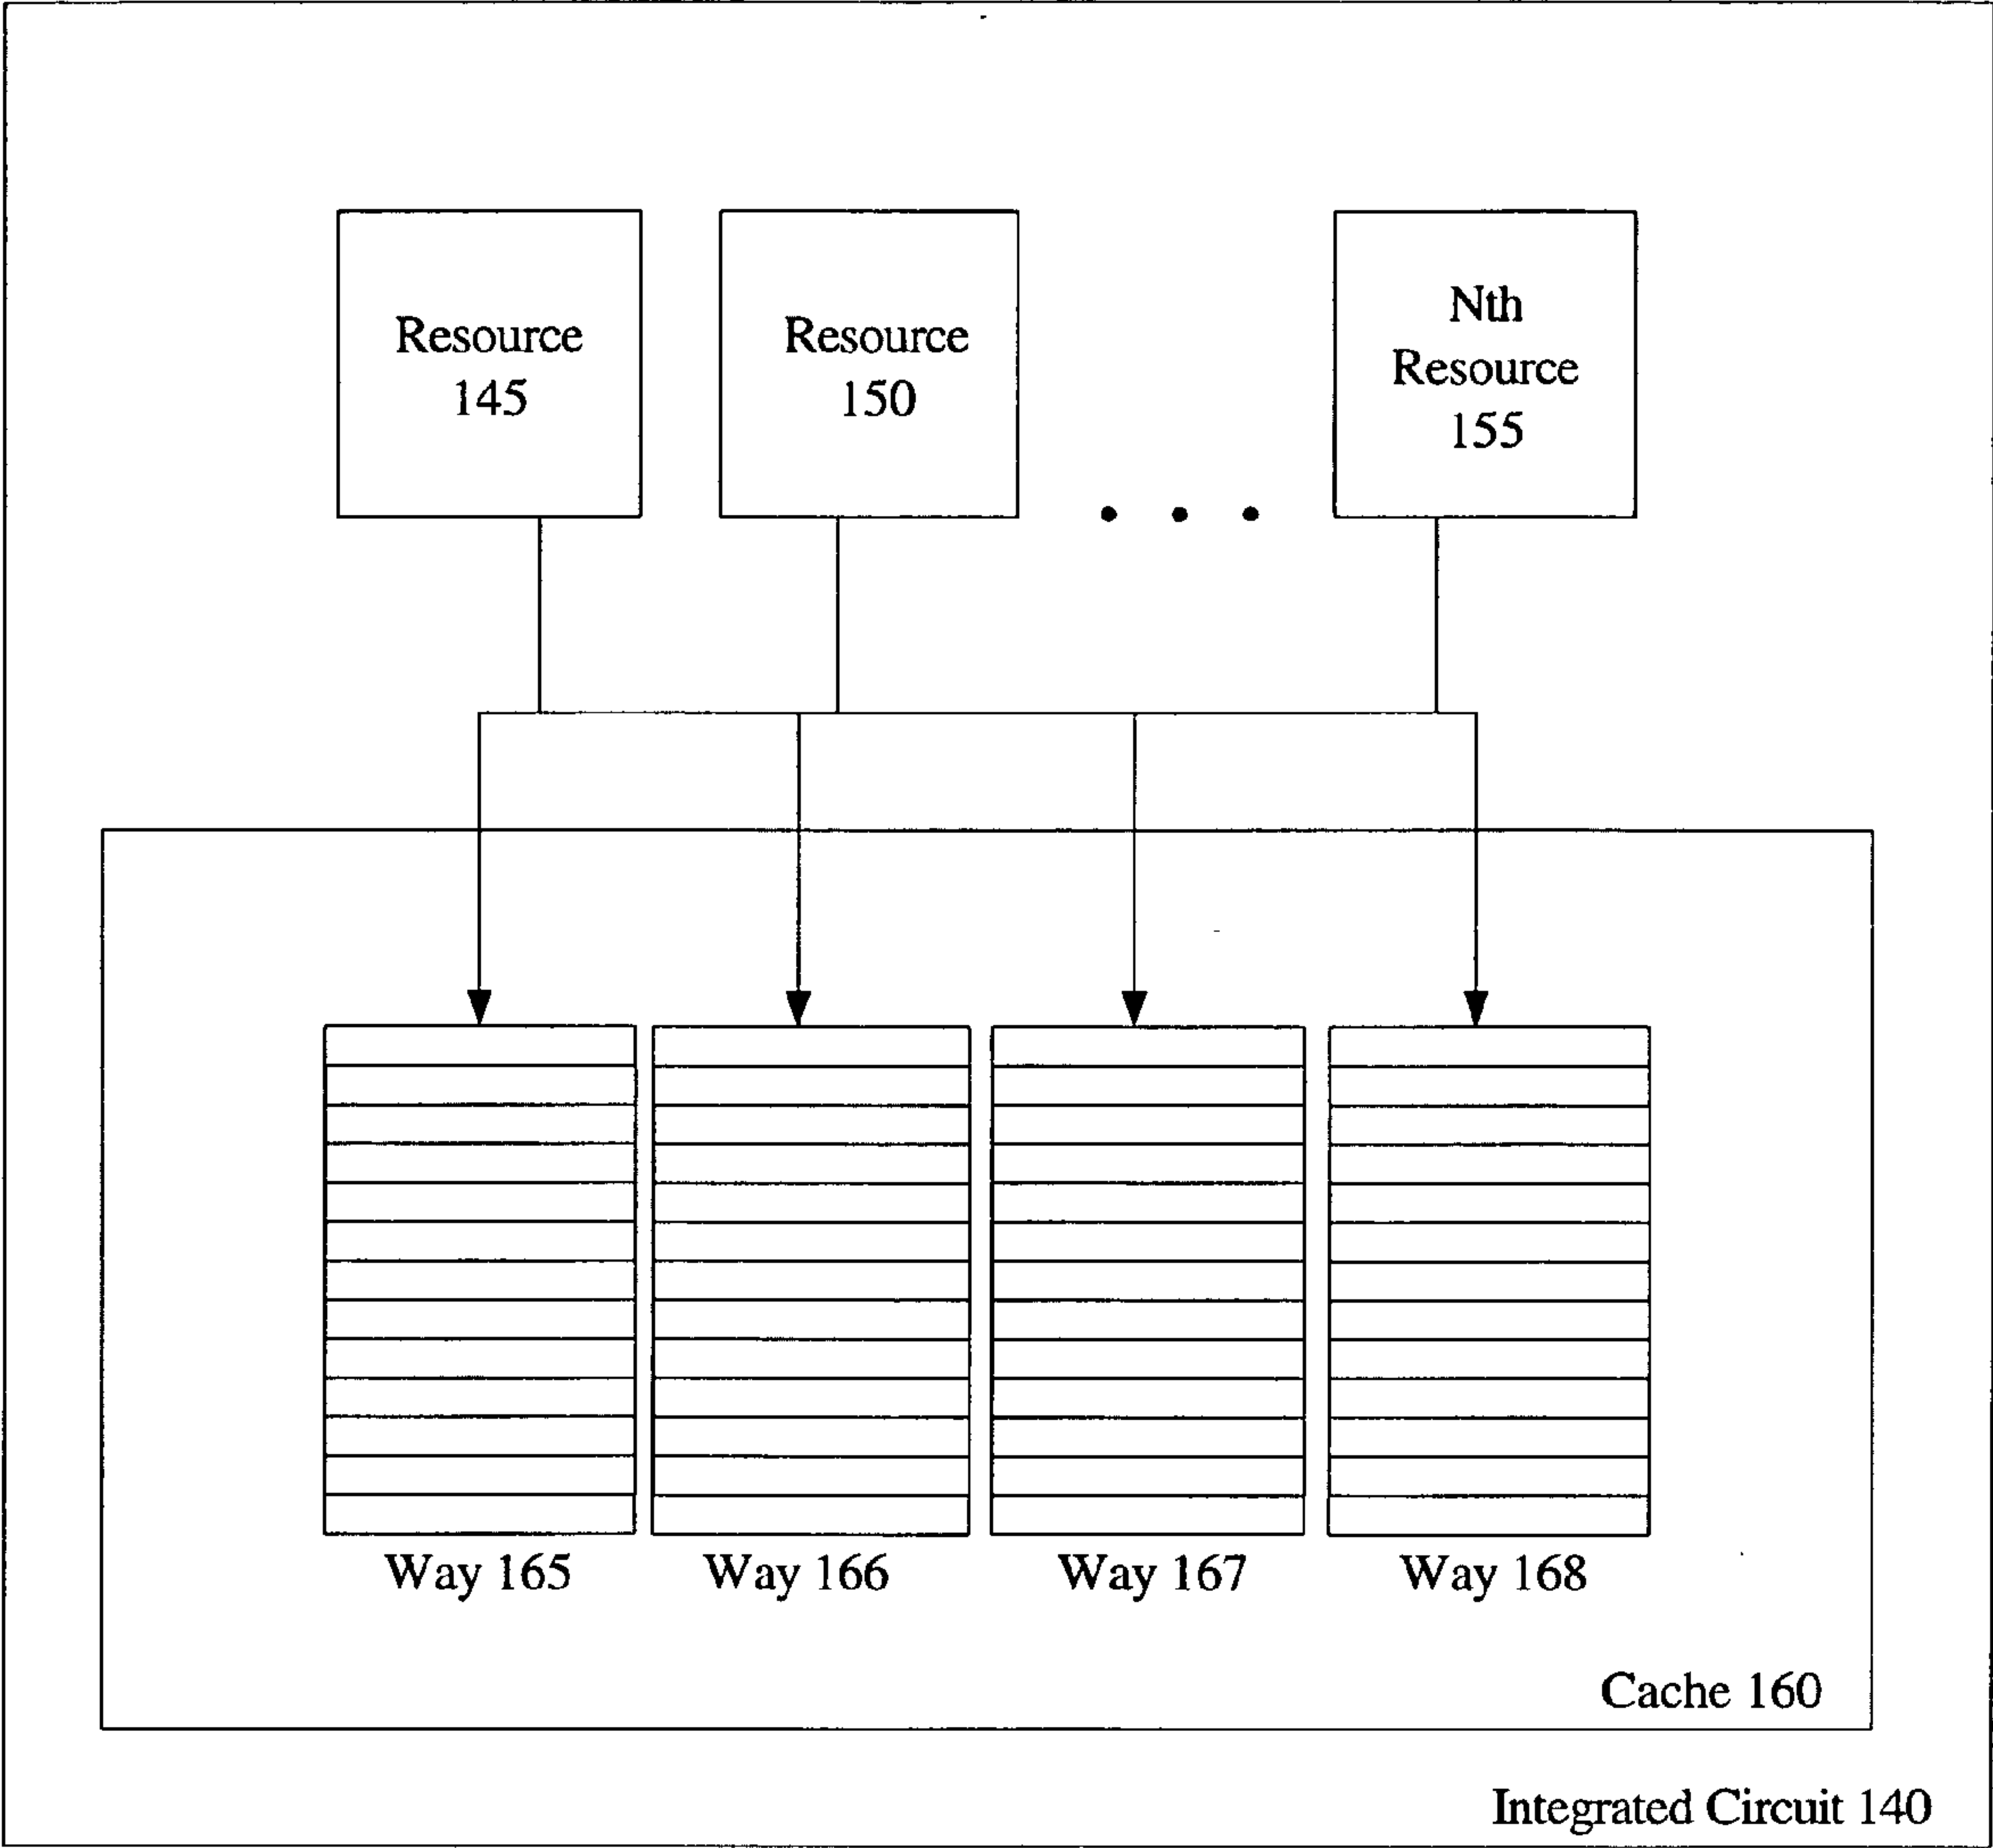 Resource
145
Resource
150
Nth
Resource
155
Way 165
Way 166
Way 167
Way 168
Cache 160
Integrated Circuit 140